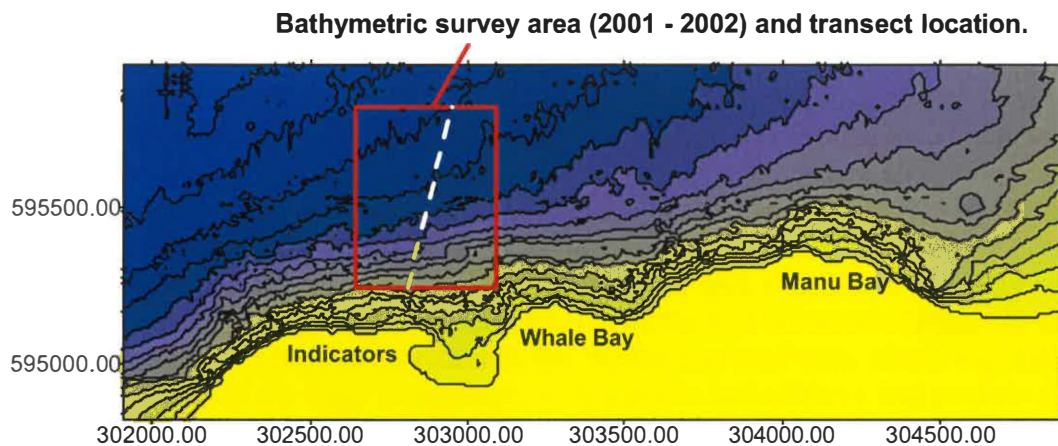 Bathymetric survey area (2001 - 2002) and transect location.
595500.00
Manu Bay
Whale Bay
Indicators
595000.00
302000.00 302500.00 303000.00 303500.00 304000.00 304500.00